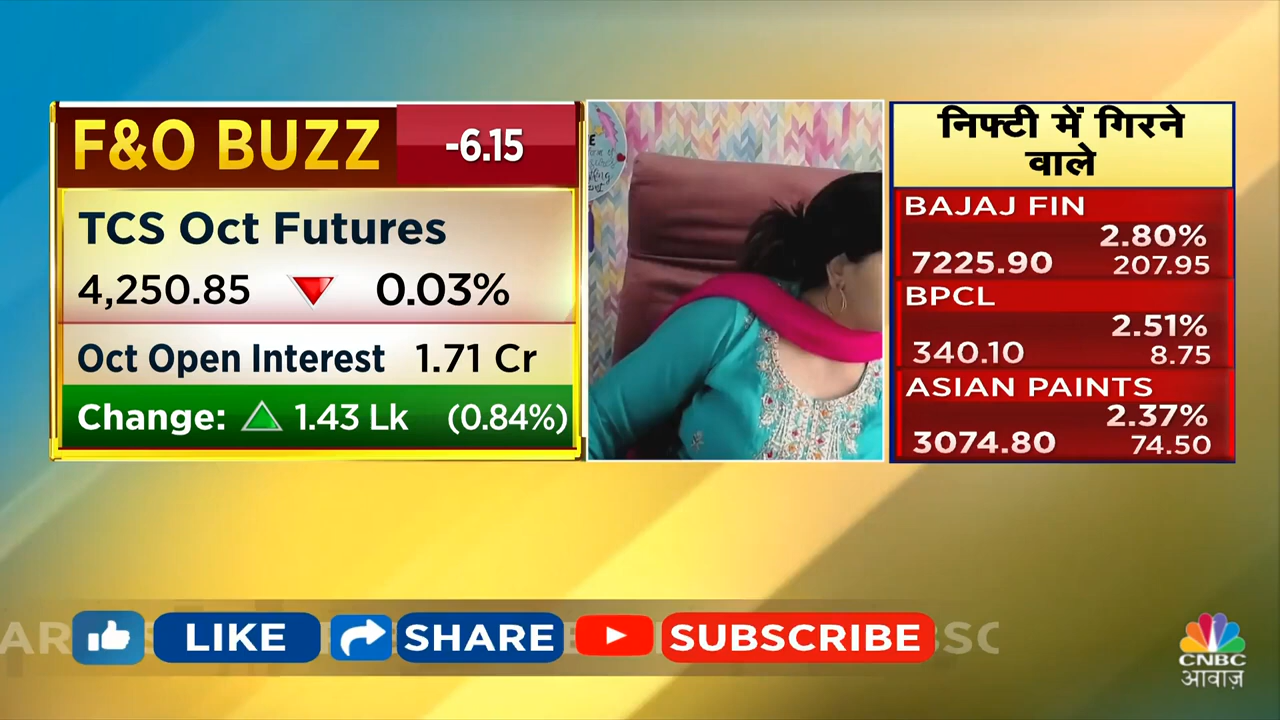 F&O BUZZ
-6.15
TCS Oct Futures
4,250.85 0.03%
Oct Open Interest 1.71 Cr
Change: 1.43 Lk (0.84%)
निफ्टी में गिरने
वाले
BAJAJ FIN
2.80%
7225.90 207.95
BPCL
2.51%
340.10 8.75
ASIAN PAINTS
2.37%
3074.80 74.50
LIKE SHARE SUBSCRIBE
CNBC
आवाज़